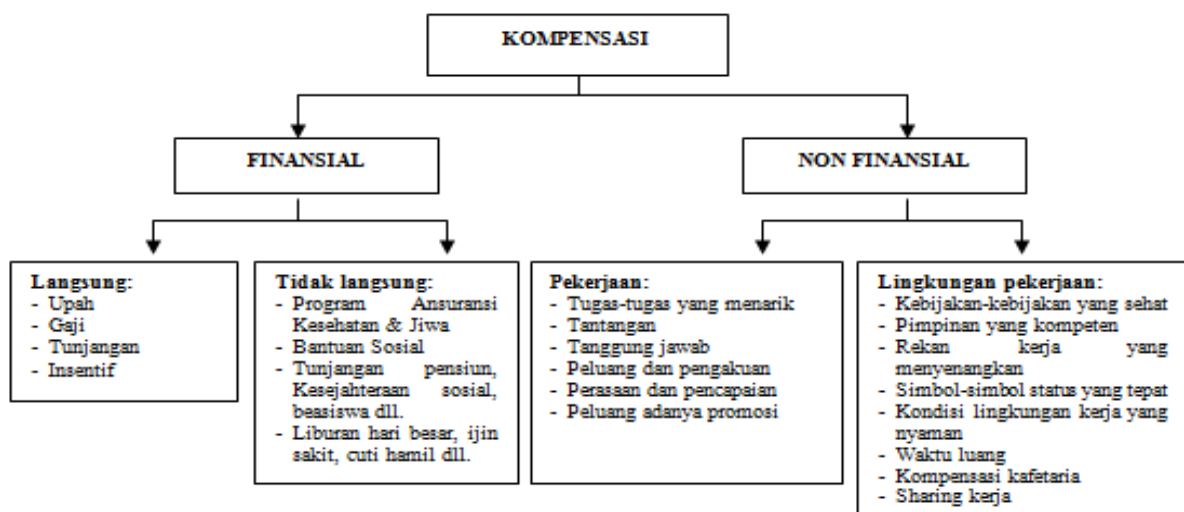 KOMPENSASI
FINANSIAL
NON FINANSIAL
Langsung:
- Upah
- Gaji
- Tunjangan
- Insentif
Tidak langsung:
- Program Ansuransi
Kesehatan & Jiwa
- Bantuan Sosial
- Tunjangan pensiun,
Kesejahteraan sosial,
beasiswa dll.
- Liburan hari besar, ijin
sakit, cuti hamil dll.
Pekerjaan:
- Tugas-tugas yang menarik
- Tantangan
- Tanggung jawab
- Peluang dan pengakuan
- Perasaan dan pencapaian
- Peluang adanya promosi
Lingkungan pekerjaan:
- Kebijakan-kebijakan yang sehat
- Pimpinan yang kompeten
- Rekan kerja yang
menyenangkan
- Simbol-simbol status yang tepat
- Kondisi lingkungan kerja yang
nyaman
- Waktu luang
- Kompensasi kafetaria
- Sharing kerja